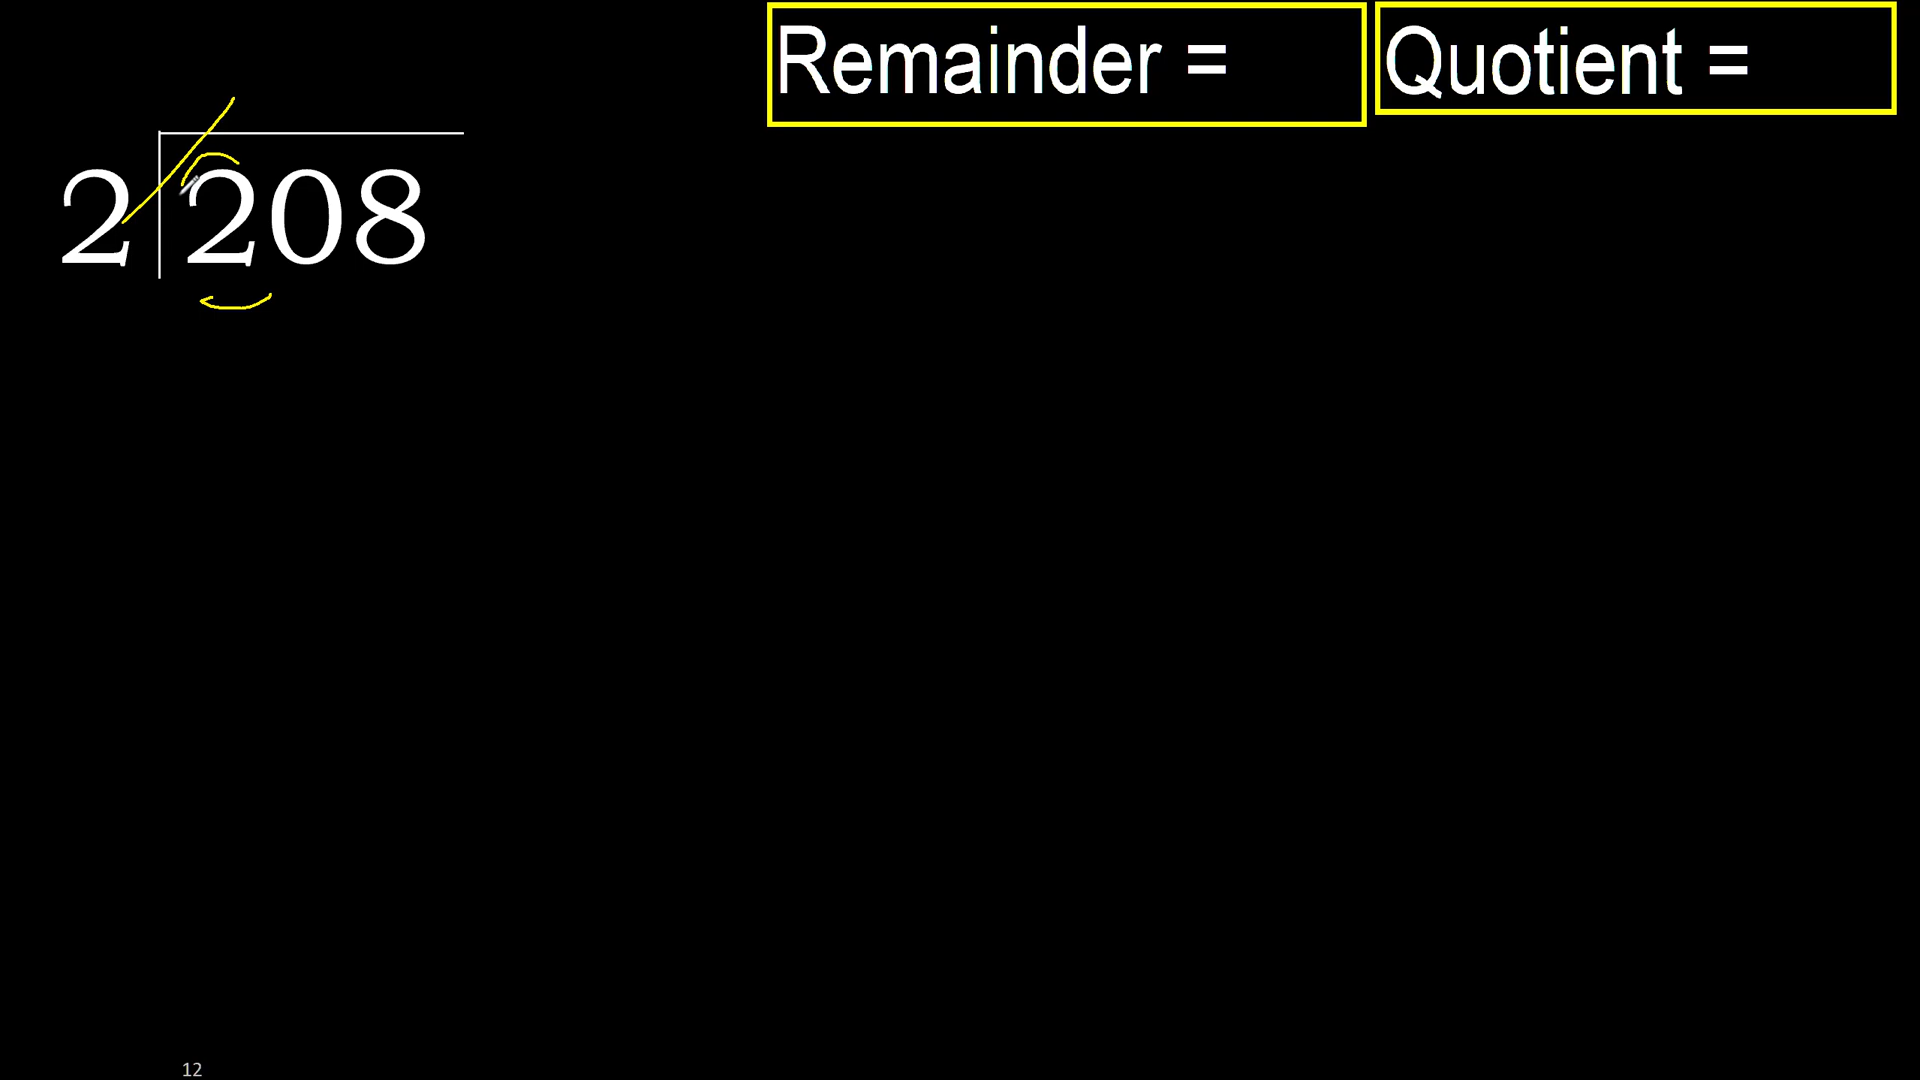 Remainder =
Quotient =
2 208
12